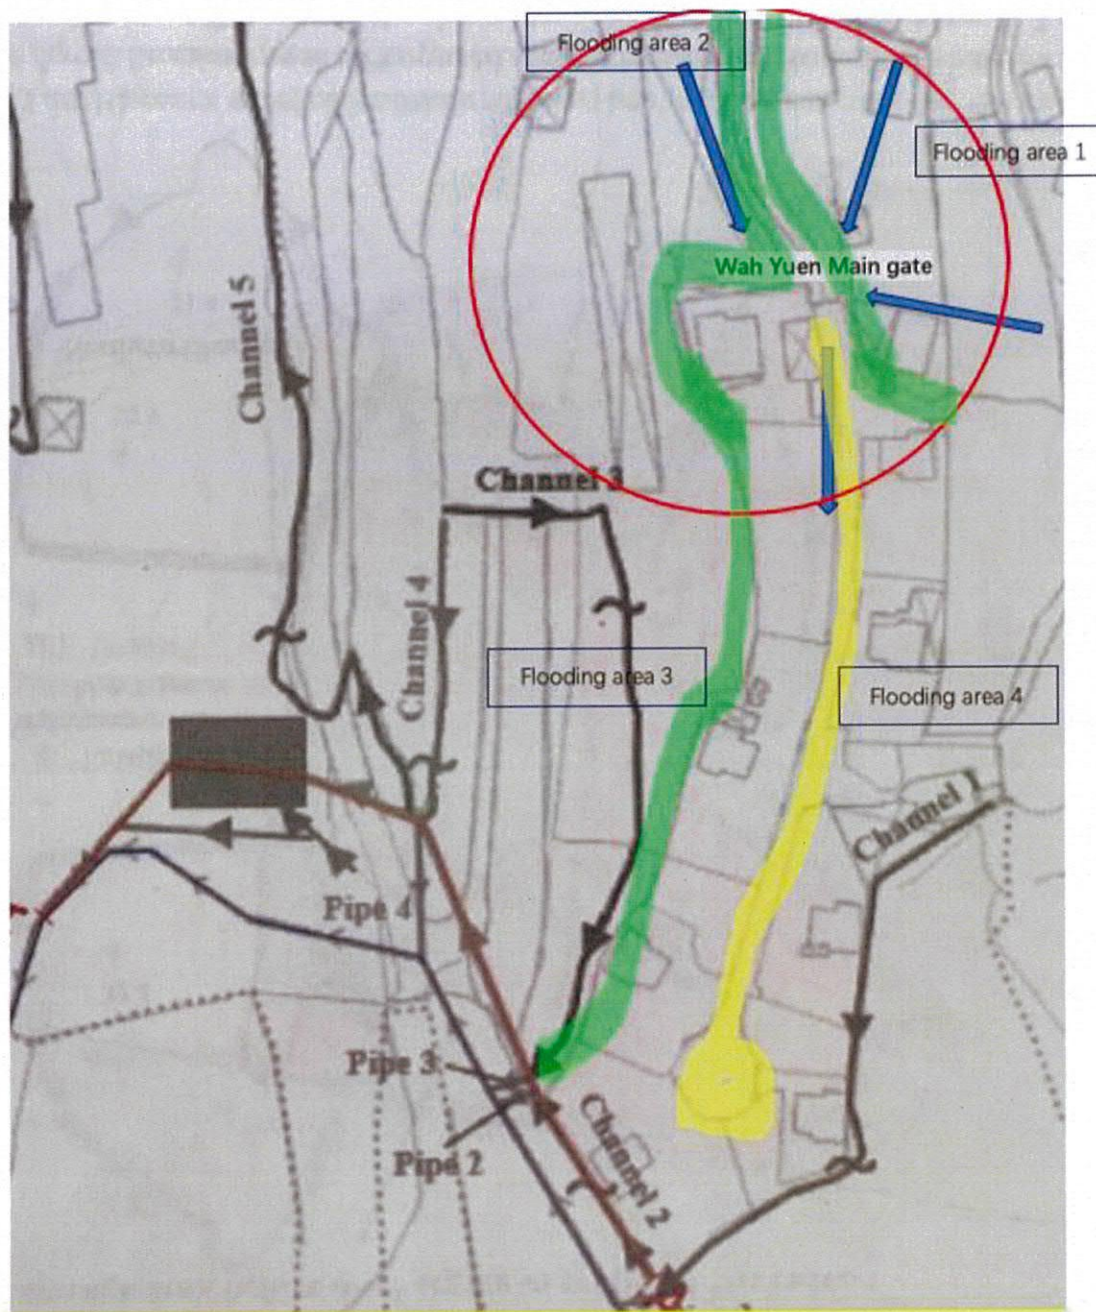 Flooding area 2
Flooding area 1
Wah Yuen Main gate
Channel 5
Channel 3
Channel 4
Flooding area 3
Flooding area 4
Channel 1
Pipe 4
Pipe 3
Channel 2
Pipe 2